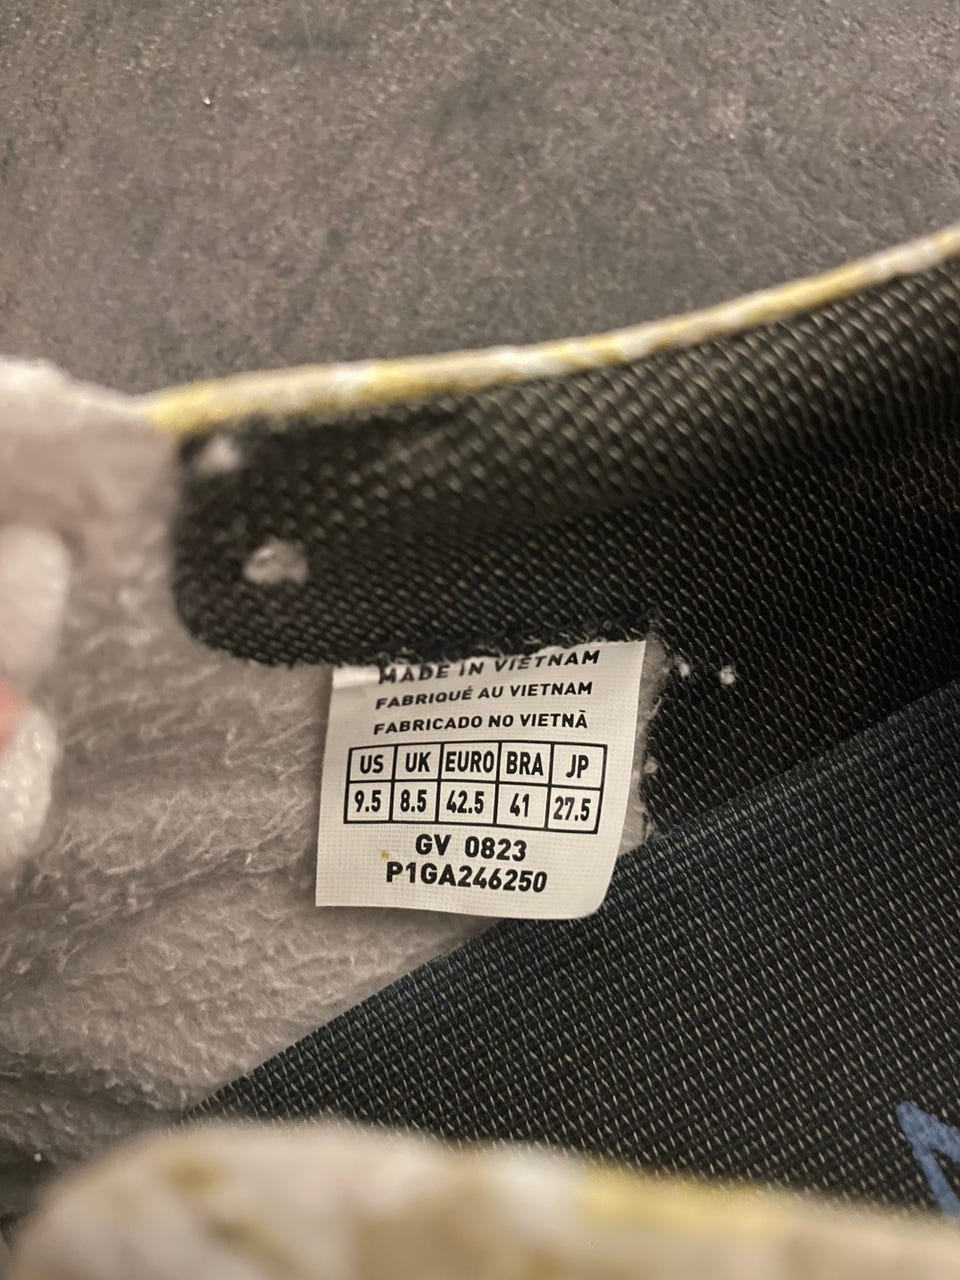 MADE IN VIETNAM
FABRIQUÉ AU VIETNAM
FABRICADO NO VIETNÃ
US UK EURO BRA JP
9.5 8.5 42.5 41 27.5
GV 0823
P1GA246250